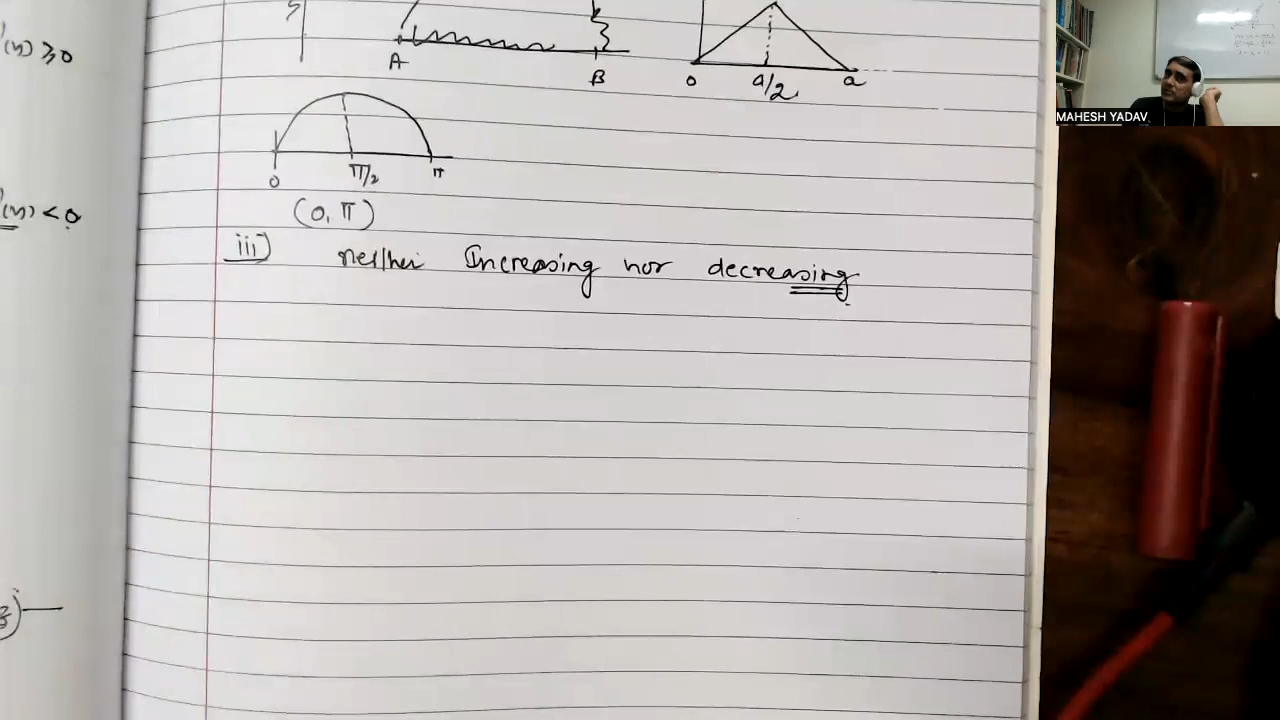 '(x) ≥ 0
A
B
0
a/2
a
0
π/2
π
(0, π)
'(x) < 0
iii) neither Increasing nor decreasing
MAHESH YADAV